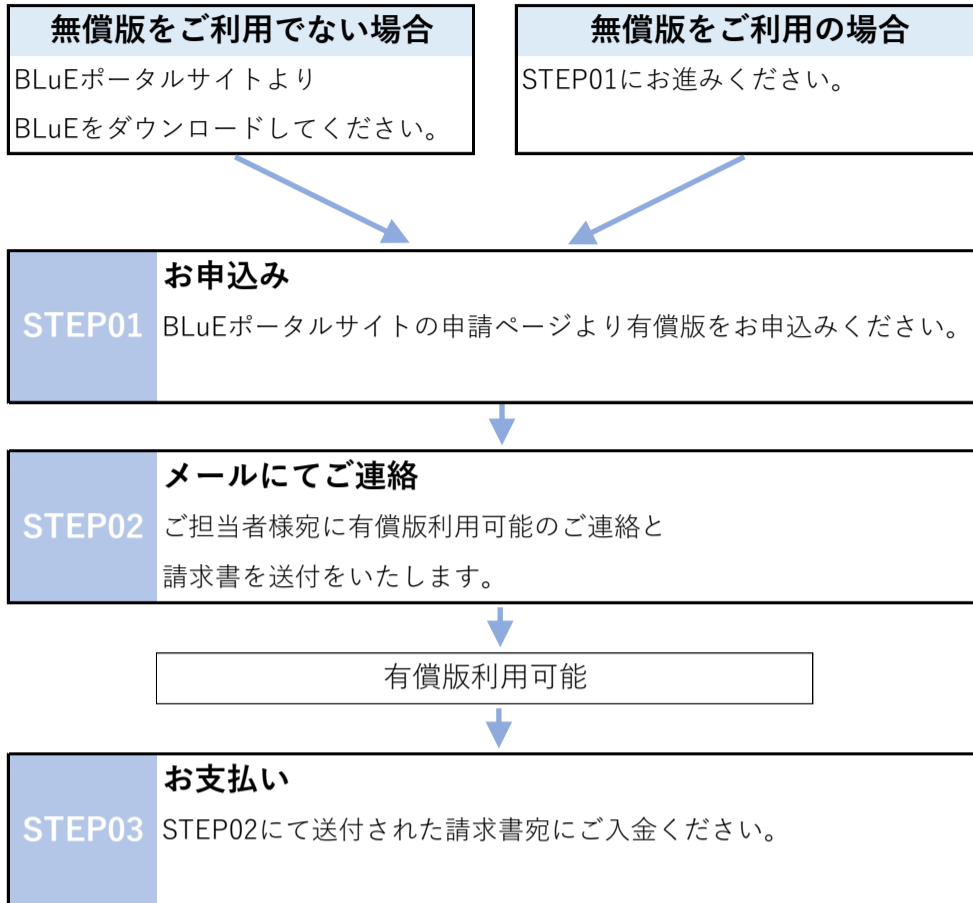 無償版をご利用でない場合
BLuEポータルサイトより
BLuEをダウンロードしてください。
無償版をご利用の場合
STEP01にお進みください。
STEP01
お申込み
BLuEポータルサイトの申請ページより有償版をお申込みください。
STEP02
メールにてご連絡
ご担当者様宛に有償版利用可能のご連絡と
請求書を送付をいたします。
有償版利用可能
STEP03
お支払い
STEP02にて送付された請求書宛にご入金ください。